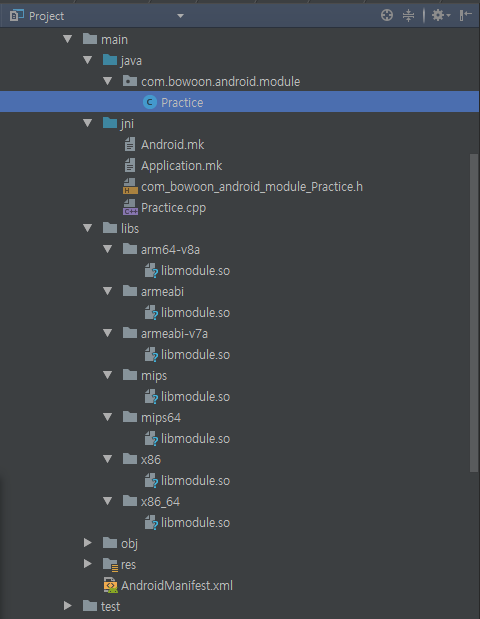 Project
main
java
com.bowoon.android.module
C Practice
jni
Android.mk
Application.mk
H com_bowoon_android_module_Practice.h
C++ Practice.cpp
libs
arm64-v8a
libmodule.so
armeabi
libmodule.so
armeabi-v7a
libmodule.so
mips
libmodule.so
mips64
libmodule.so
x86
libmodule.so
x86_64
libmodule.so
obj
res
AndroidManifest.xml
test